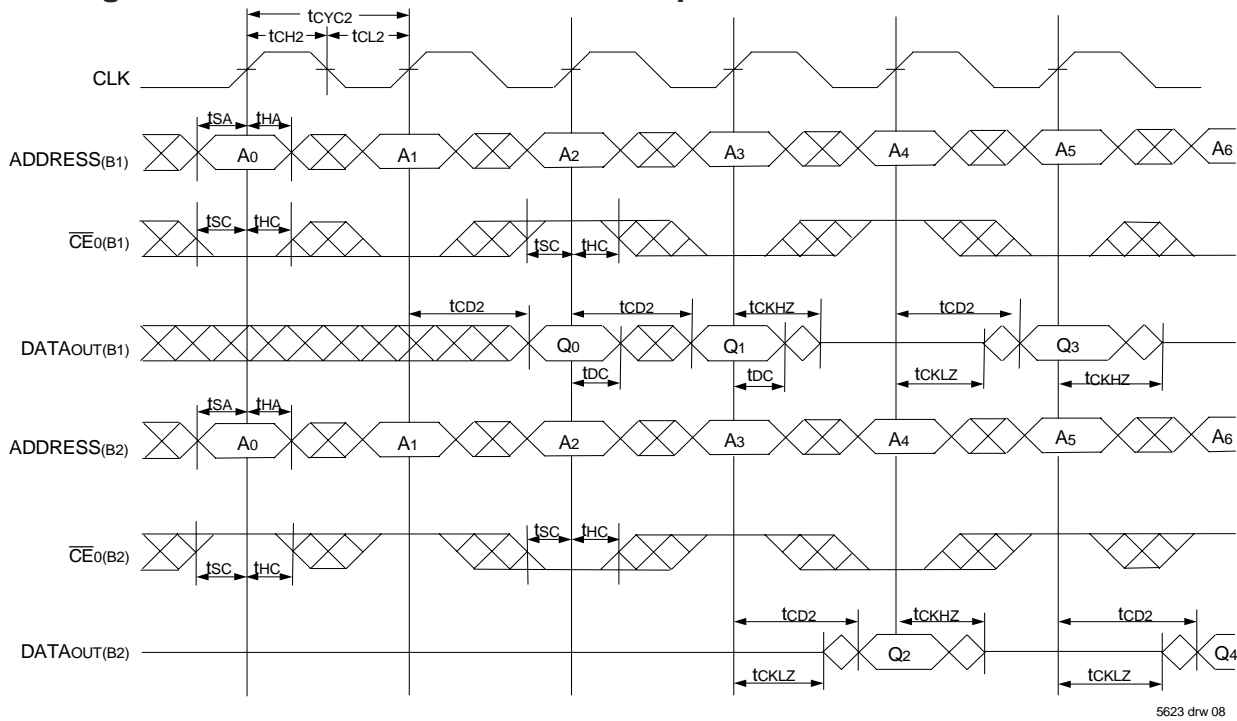 tCYC2
tCH2 tCL2
CLK
tSA tHA
ADDRESS(B1) A0 A1 A2 A3 A4 A5 A6
tSC tHC
CE0(B1)
tSC tHC
tCD2 tCD2 tCKHZ tCD2
DATAOUT(B1) Q0 Q1 Q3
tDC tDC tCKLZ tCKHZ
tSA tHA
ADDRESS(B2) A0 A1 A2 A3 A4 A5 A6
tSC tHC
CE0(B2)
tSC tHC
tCD2 tCKHZ tCD2
DATAOUT(B2) Q2 Q4
tCKLZ tCKLZ
5623 drw 08